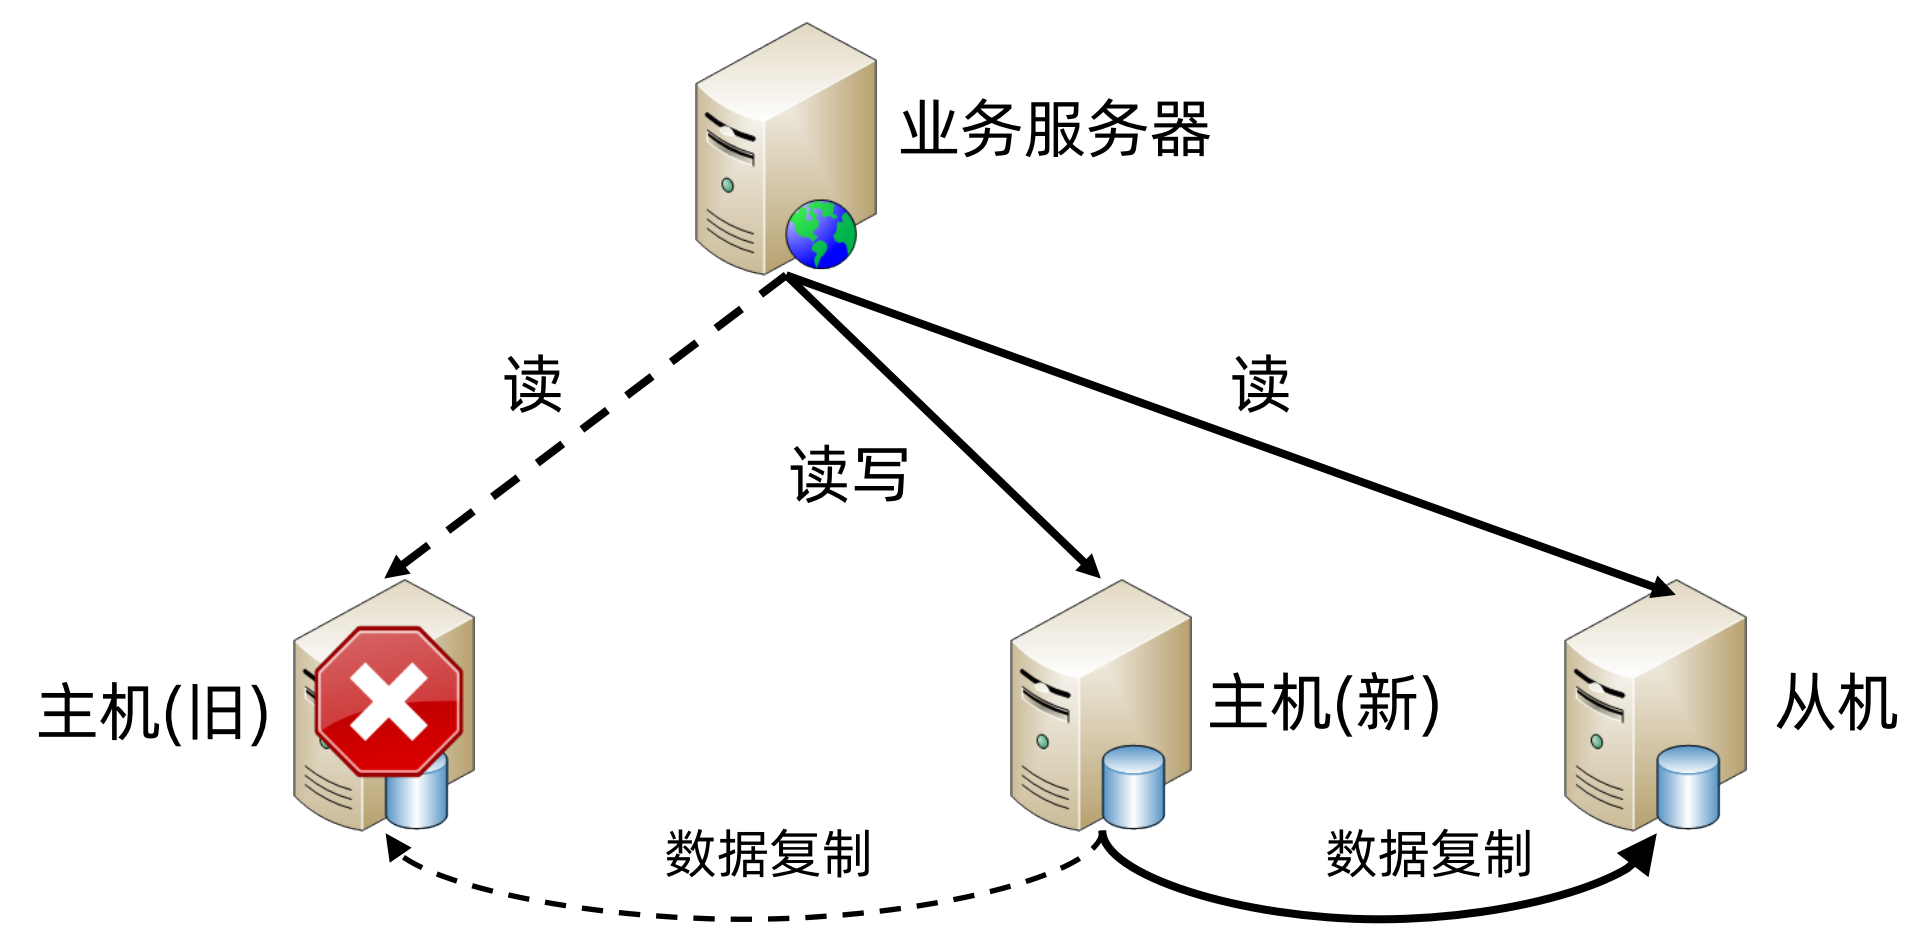 业务服务器
读
读
读写
主机(旧)
主机(新)
从机
数据复制
数据复制